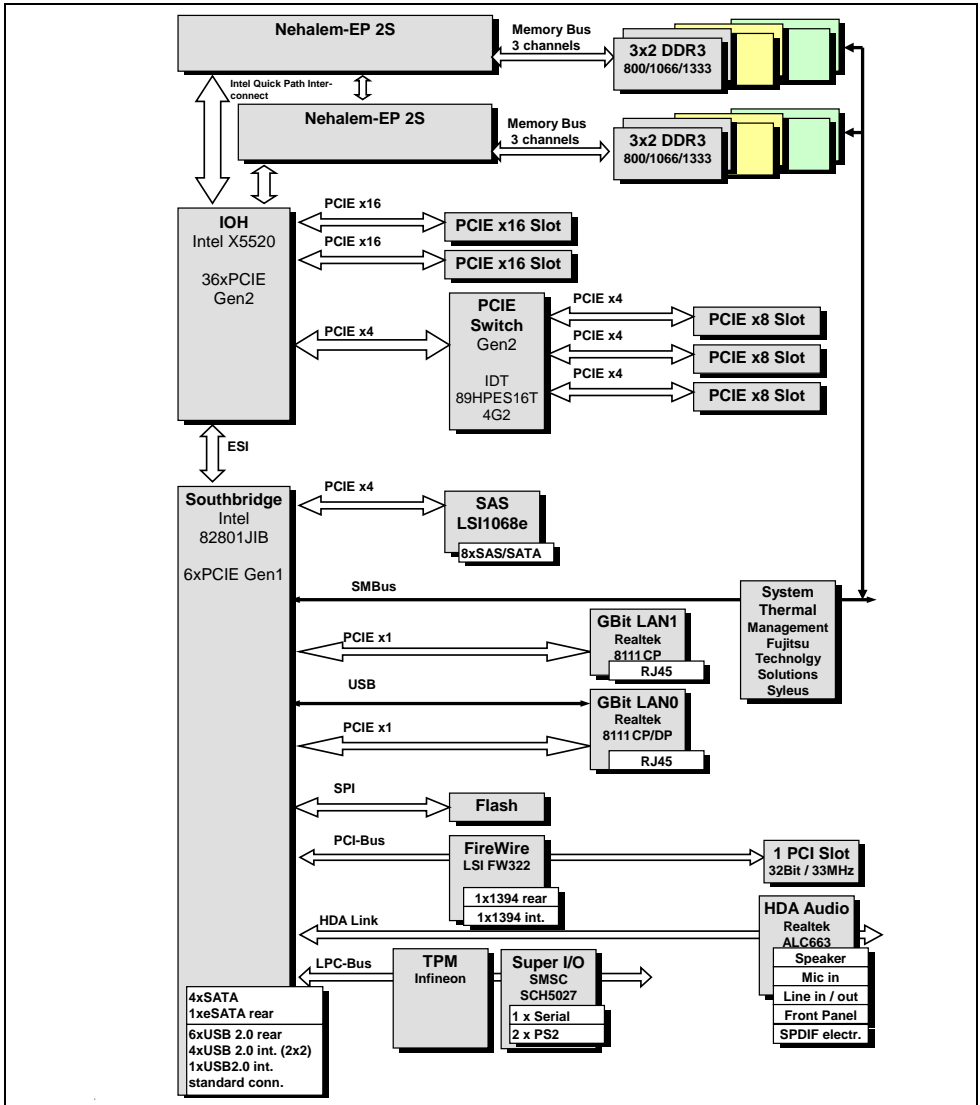 Nehalem-EP 2S
Memory Bus
3 channels
3x2 DDR3
800/1066/1333
Intel Quick Path Inter-
connect
Nehalem-EP 2S
Memory Bus
3 channels
3x2 DDR3
800/1066/1333
IOH
Intel X5520
36xPCIE
Gen2
PCIE x16
PCIE x16 Slot
PCIE x16
PCIE x16 Slot
PCIE x4
PCIE
Switch
Gen2
IDT
89HPES16T
4G2
PCIE x4
PCIE x8 Slot
PCIE x4
PCIE x8 Slot
PCIE x4
PCIE x8 Slot
ESI
Southbridge
Intel
82801JIB
6xPCIE Gen1
PCIE x4
SAS
LSI1068e
8xSAS/SATA
SMBus
System
Thermal
Management
Fujitsu
Technolgy
Solutions
Syleus
PCIE x1
GBit LAN1
Realtek
8111CP
RJ45
USB
GBit LAN0
Realtek
8111CP/DP
PCIE x1
RJ45
SPI
Flash
PCI-Bus
FireWire
LSI FW322
1x1394 rear
1x1394 int.
1 PCI Slot
32Bit / 33MHz
HDA Link
HDA Audio
Realtek
ALC663
Speaker
Mic in
Line in / out
Front Panel
SPDIF electr.
LPC-Bus
TPM
Infineon
Super I/O
SMSC
SCH5027
1 x Serial
2 x PS2
4xSATA
1xeSATA rear
6xUSB 2.0 rear
4xUSB 2.0 int. (2x2)
1xUSB2.0 int.
standard conn.